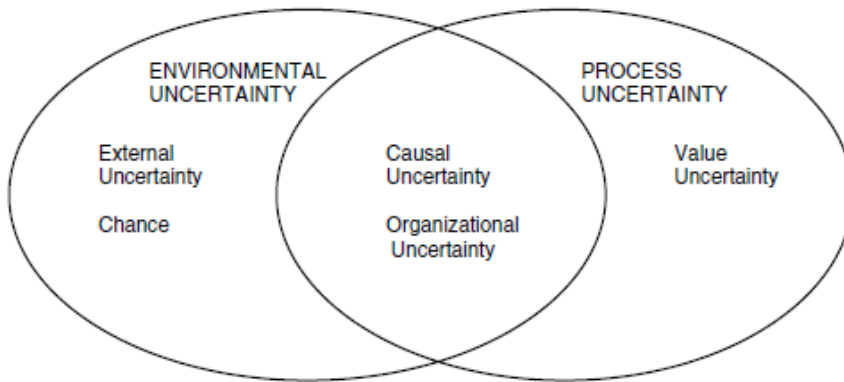 ENVIRONMENTAL
UNCERTAINTY
PROCESS
UNCERTAINTY
External
Uncertainty
Chance
Causal
Uncertainty
Organizational
Uncertainty
Value
Uncertainty